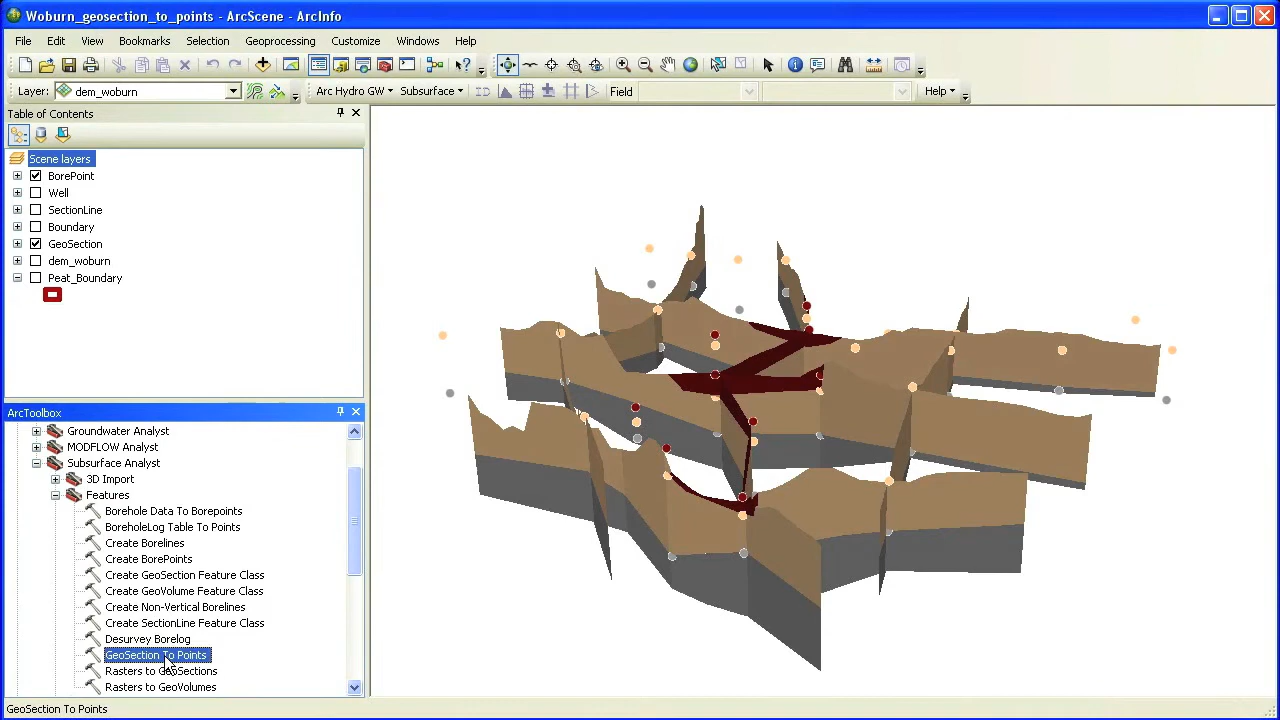 Woburn_geosection_to_points - ArcScene - ArcInfo
File Edit View Bookmarks Selection Geoprocessing Customize Windows Help
Layer: dem_woburn Arc Hydro GW Subsurface Field Help
Table of Contents
Scene layers
BorePoint
Well
SectionLine
Boundary
GeoSection
dem_woburn
Peat_Boundary
ArcToolbox
Groundwater Analyst
MODFLOW Analyst
Subsurface Analyst
3D Import
Features
Borehole Data To Borepoints
BoreholeLog Table To Points
Create Borelines
Create BorePoints
Create GeoSection Feature Class
Create GeoVolume Feature Class
Create Non-Vertical Borelines
Create SectionLine Feature Class
Desurvey Borelog
GeoSection To Points
Rasters to GeoSections
Rasters to GeoVolumes
GeoSection To Points